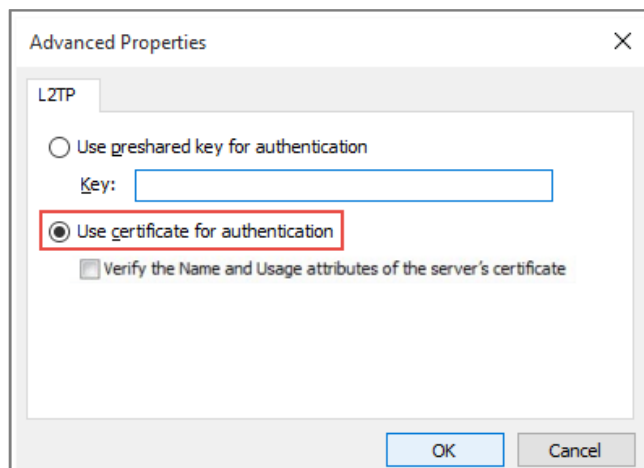 Advanced Properties
L2TP
Use preshared key for authentication
Key:
Use certificate for authentication
Verify the Name and Usage attributes of the server's certificate
OK Cancel